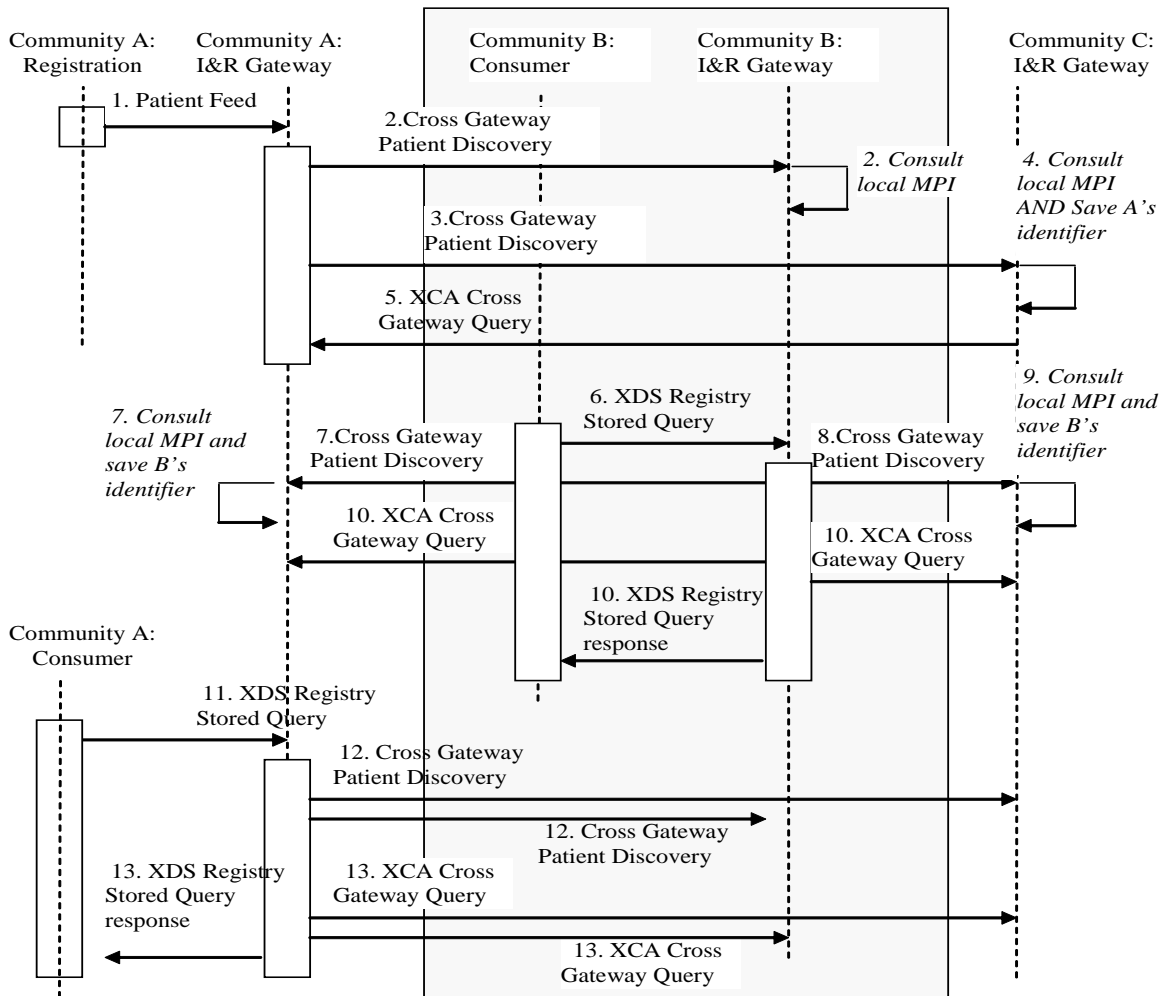 Community A:
Registration
Community A:
I&R Gateway
Community B:
Consumer
Community B:
I&R Gateway
Community C:
I&R Gateway
1. Patient Feed
2.Cross Gateway
Patient Discovery
2. Consult
local MPI
4. Consult
local MPI
AND Save A's
identifier
3.Cross Gateway
Patient Discovery
5. XCA Cross
Gateway Query
6. XDS Registry
Stored Query
9. Consult
local MPI and
save B's
identifier
7. Consult
local MPI and
save B's
identifier
7.Cross Gateway
Patient Discovery
8.Cross Gateway
Patient Discovery
10. XCA Cross
Gateway Query
10. XCA Cross
Gateway Query
10. XDS Registry
Stored Query
response
Community A:
Consumer
11. XDS Registry
Stored Query
12. Cross Gateway
Patient Discovery
12. Cross Gateway
Patient Discovery
13. XDS Registry
Stored Query
response
13. XCA Cross
Gateway Query
13. XCA Cross
Gateway Query